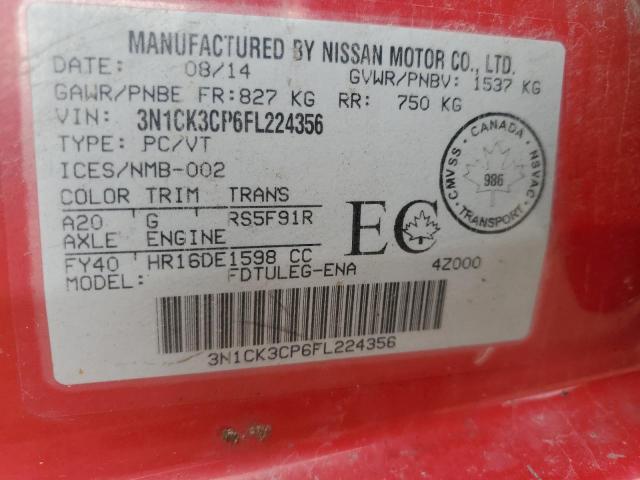 MANUFACTURED BY NISSAN MOTOR CO., LTD.
DATE: 08/14 GVWR/PNBV: 1537 KG
GAWR/PNBE FR:827 KG RR: 750 KG
VIN: 3N1CK3CP6FL224356
TYPE: PC/VT
ICES/NMB-002
COLOR TRIM TRANS
A20 G RS5F91R
AXLE ENGINE
FY40 HR16DE1598 CC
MODEL: FDTULEG-ENA 4Z000
EC
CANADA
CMVSS NSVAC
986
TRANSPORT
3N1CK3CP6FL224356